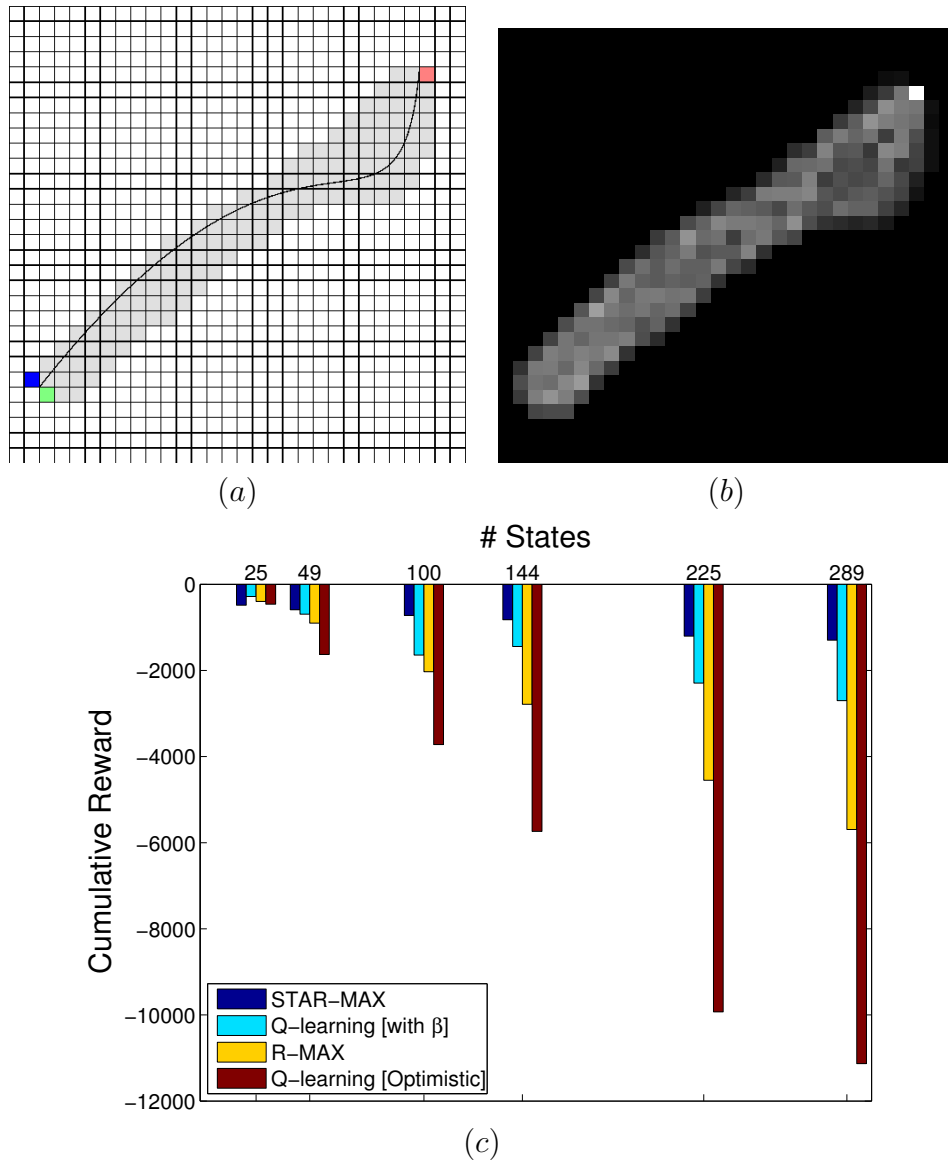 (a)
(b)
# States
25 49 100 144 225 289
0
−2000
−4000
−6000
−8000
−10000
−12000
Cumulative Reward
STAR−MAX
Q−learning [with β]
R−MAX
Q−learning [Optimistic]
(c)